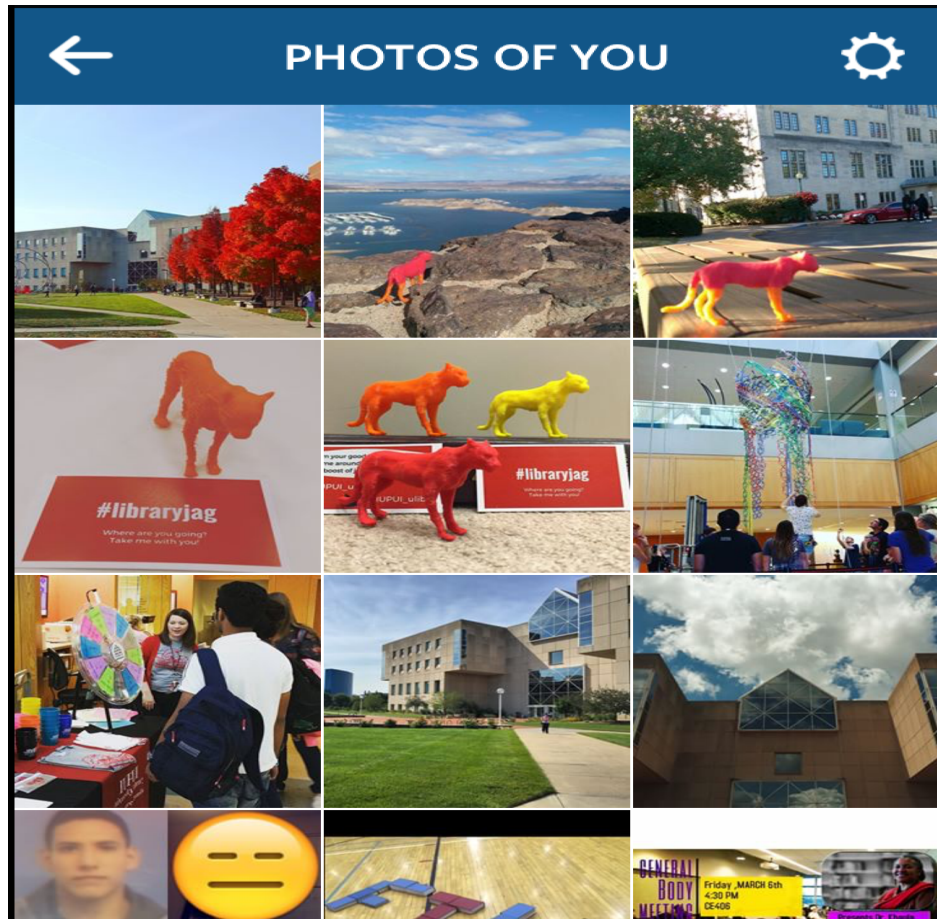 PHOTOS OF YOU
#libraryjag
Where are you going?
Take me with you!
#libraryjag
Where are you going?
Take me with you!
GENERAL
BODY
MEETING
Friday ,MARCH 6th
4:30 PM
CE406